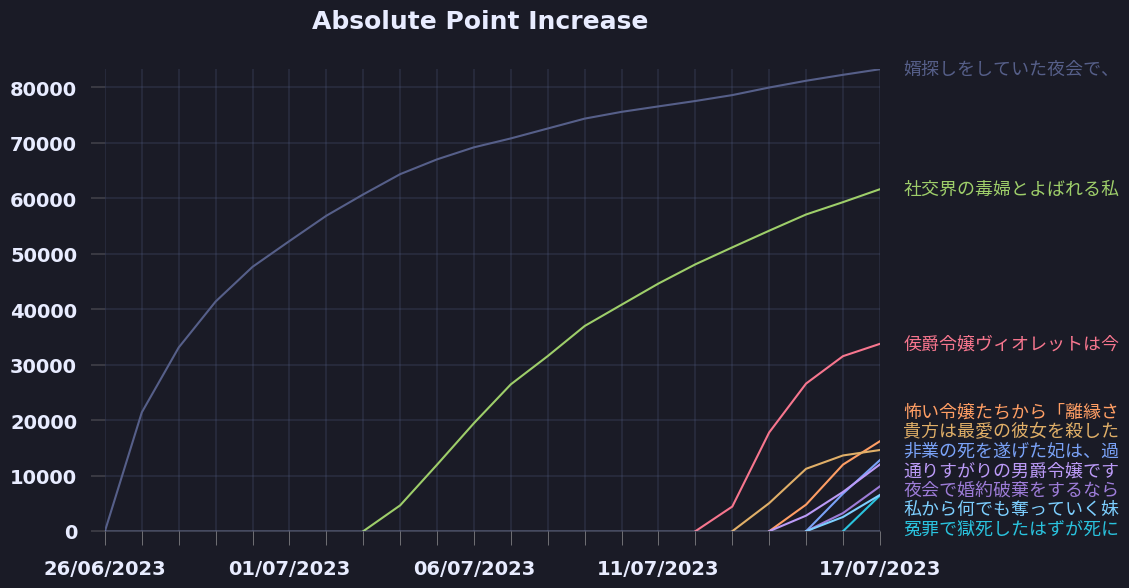 Absolute Point Increase
80000
70000
60000
50000
40000
30000
20000
10000
0
26/06/2023 01/07/2023 06/07/2023 11/07/2023 17/07/2023
婿探しをしていた夜会で、
社交界の毒婦とよばれる私
侯爵令嬢ヴィオレットは今
怖い令嬢たちから「離縁さ
貴方は最愛の彼女を殺した
非業の死を遂げた妃は、過
通りすがりの男爵令嬢です
夜会で婚約破棄をするなら
私から何でも奪っていく妹
冤罪で獄死したはずが死に